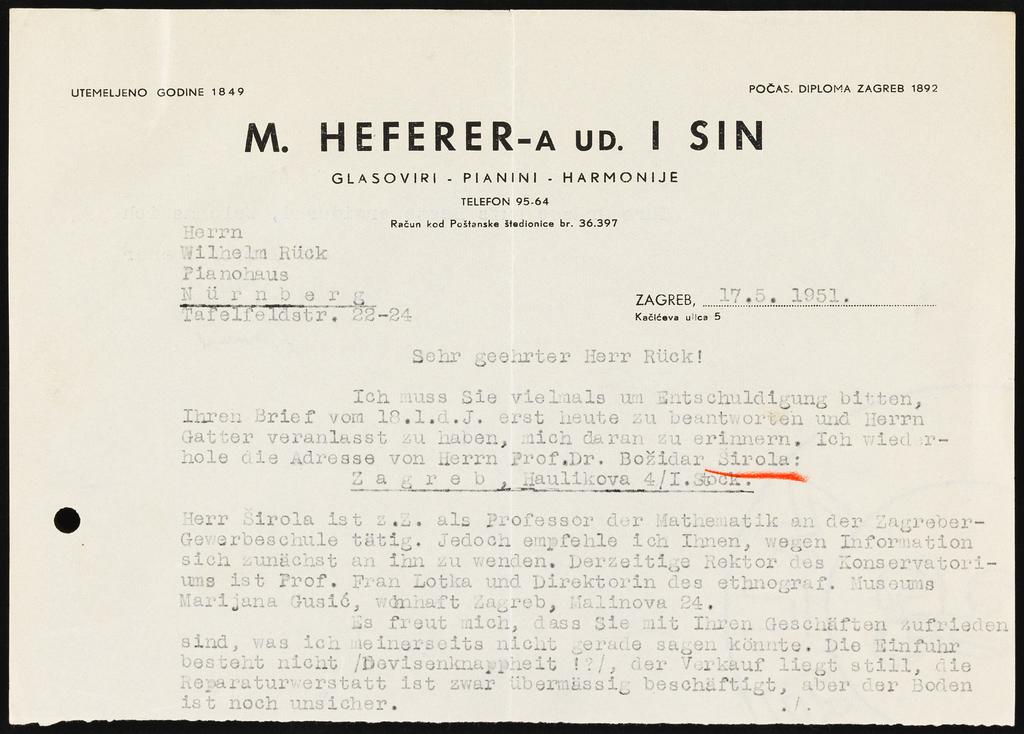 UTEMELJENO GODINE 1849
POČAS. DIPLOMA ZAGREB 1892
M. HEFERER-A UD. I SIN
GLASOVIRI - PIANINI - HARMONIJE
TELEFON 95-64
Račun kod Poštanske štedionice br. 36.397
Herrn
Wilhelm Rück
Pianohaus
N ü r n b e r g
Tafelfeldstr. 22-24
ZAGREB, 17.5. 1951.
Kačićeva ulica 5
Sehr geehrter Herr Rück!
Ich muss Sie vielmals um Entschuldigung bitten,
Ihren Brief vom 18.1.d.J. erst heute zu beantworten und Herrn
Gatter veranlasst zu haben, mich daran zu erinnern. Ich wieder-
hole die Adresse von Herrn Prof.Dr. Božidar Širola:
Z a g r e b , Haulikova 4/I.Stock.
Herr Širola ist z.Z. als Professor der Mathematik an der Zagreber-
Gewerbeschule tätig. Jedoch empfehle ich Ihnen, wegen Information
sich zunächst an ihn zu wenden. Derzeitige Rektor des Konservatori-
ums ist Prof. Fran Lotka und Direktorin des ethnograf. Museums
Marijana Gusić, wohnhaft Zagreb, Malinova 24.
Es freut mich, dass Sie mit Ihren Geschäften zufrieden
sind, was ich meinerseits nicht gerade sagen könnte. Die Einfuhr
besteht nicht /Devisenknappheit !?/, der Verkauf liegt still, die
Reparaturwerstatt ist zwar übermässig beschäftigt, aber der Boden
ist noch unsicher. ./.